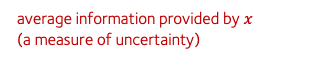 average information provided by x
(a measure of uncertainty)